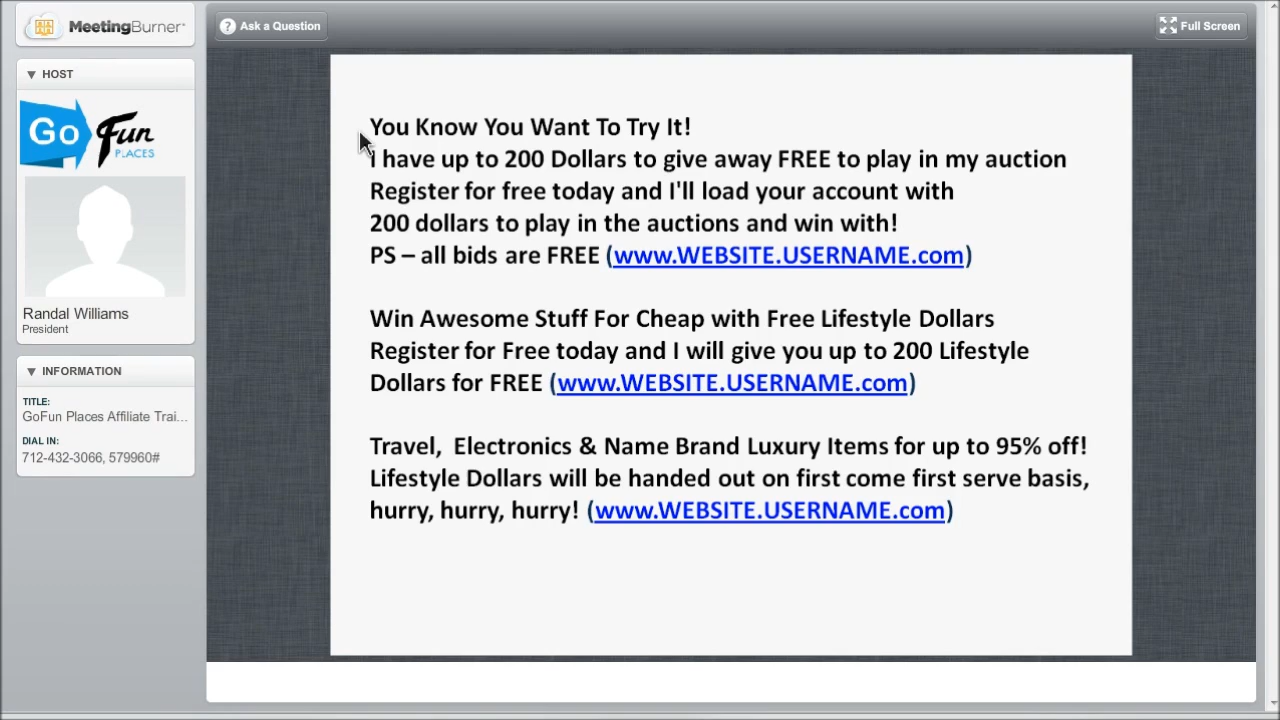 MeetingBurner
Ask a Question
Full Screen
HOST
Go Fun
PLACES
Randal Williams
President
INFORMATION
TITLE:
GoFun Places Affiliate Trai...
DIAL IN:
712-432-3066, 579960#
You Know You Want To Try It!
I have up to 200 Dollars to give away FREE to play in my auction
Register for free today and I'll load your account with
200 dollars to play in the auctions and win with!
PS – all bids are FREE (www.WEBSITE.USERNAME.com)
Win Awesome Stuff For Cheap with Free Lifestyle Dollars
Register for Free today and I will give you up to 200 Lifestyle
Dollars for FREE (www.WEBSITE.USERNAME.com)
Travel, Electronics & Name Brand Luxury Items for up to 95% off!
Lifestyle Dollars will be handed out on first come first serve basis,
hurry, hurry, hurry! (www.WEBSITE.USERNAME.com)